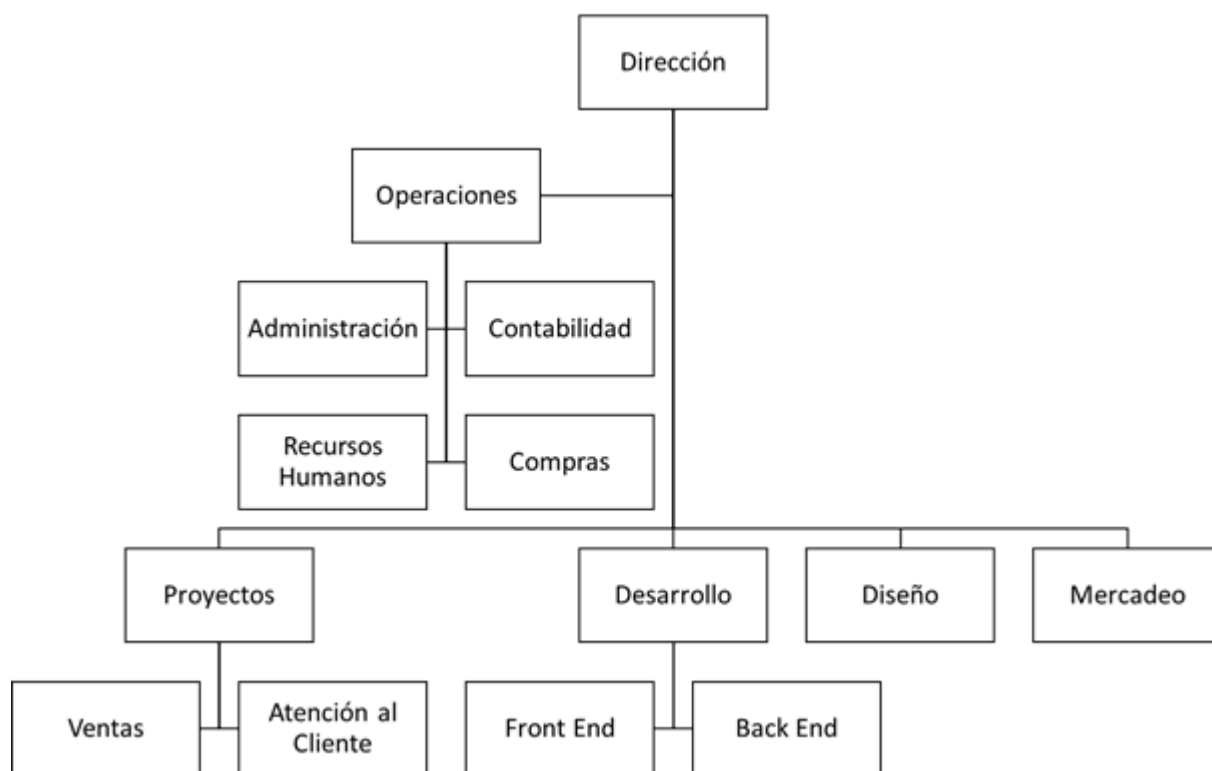 Dirección
Operaciones
Administración
Contabilidad
Recursos
Humanos
Compras
Proyectos
Desarrollo
Diseño
Mercadeo
Ventas
Atención al
Cliente
Front End
Back End